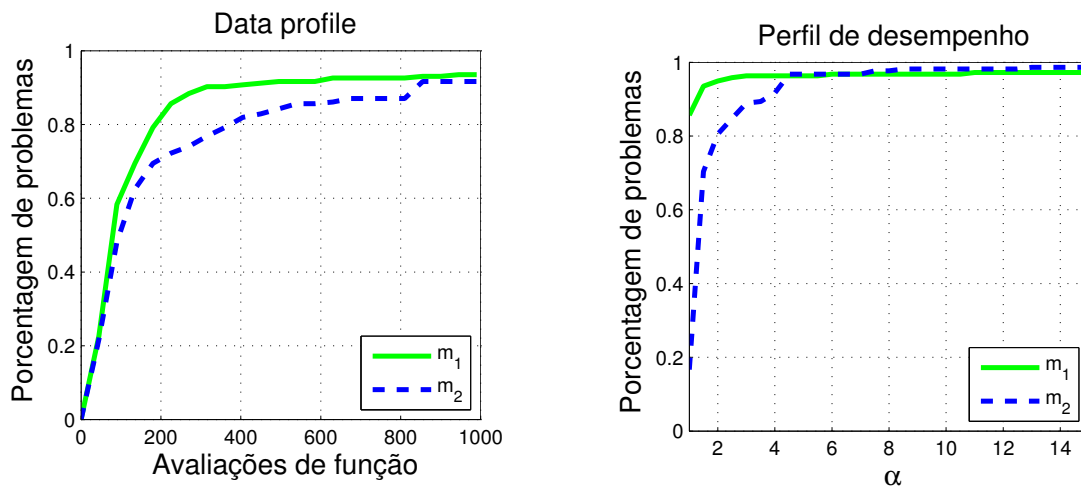 Data profile
Porcentagem de problemas
1
0.8
0.6
0.4
0.2
0
0 200 400 600 800 1000
Avaliações de função
m1
m2
Perfil de desempenho
Porcentagem de problemas
1
0.8
0.6
0.4
0.2
0
2 4 6 8 10 12 14
α
m1
m2